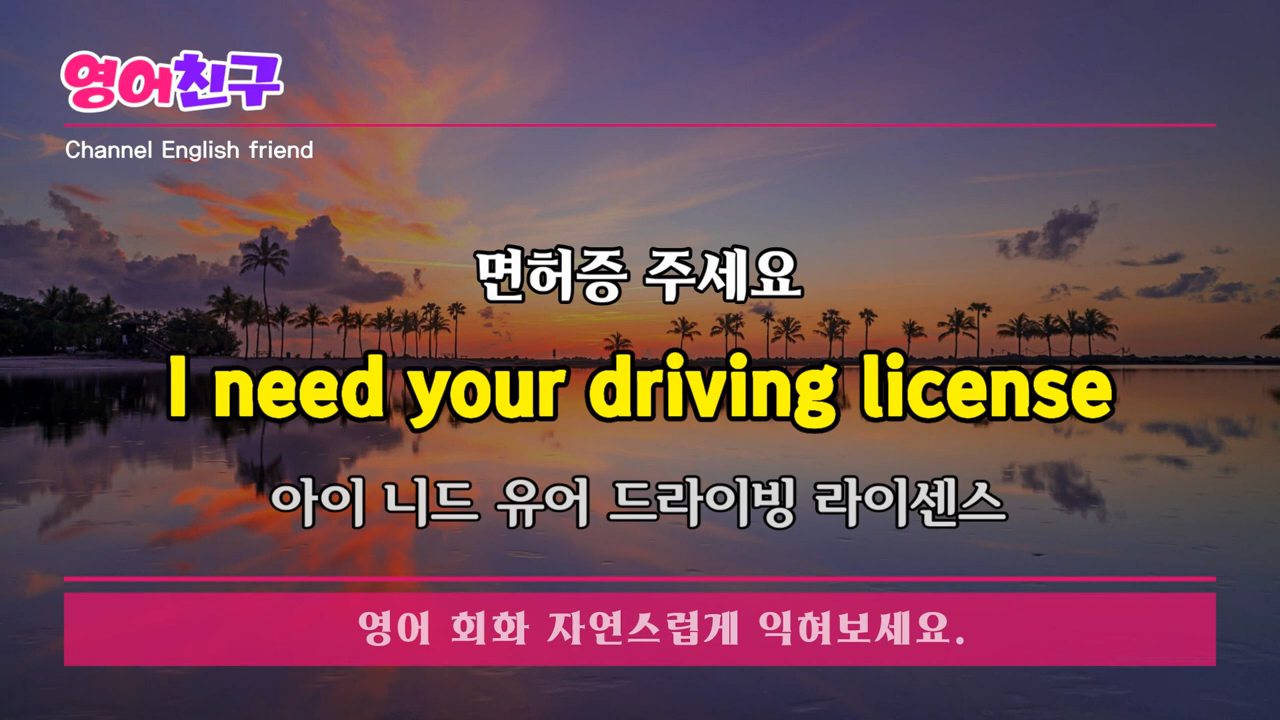 영어친구
Channel English friend
면허증 주세요
I need your driving license
아이 니드 유어 드라이빙 라이센스
영어 회화 자연스럽게 익혀보세요.